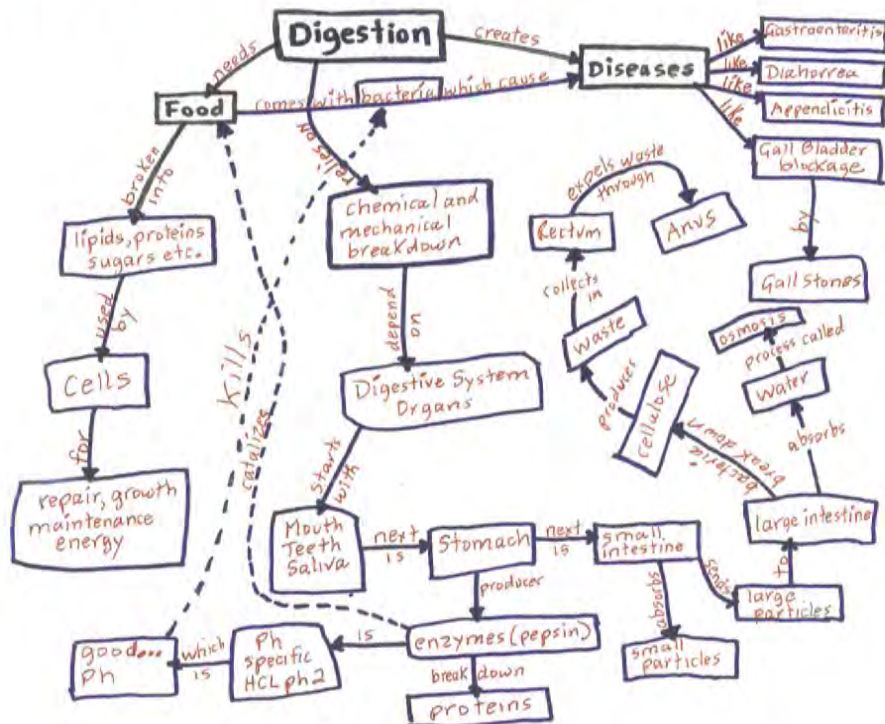 Digestion
creates
needs
Diseases
like
Gastroenteritis
like
Diahorrea
like
Appendicitis
like
Gall Bladder
blockage
by
Gall Stones
Food
comes with bacteria which cause
relies on
broken
into
lipids, proteins
sugars etc.
used
by
Cells
for
repair, growth
maintenance
energy
chemical and
mechanical
breakdown
depend
on
Digestive System
Organs
Starts
with
Mouth
Teeth
Saliva
next
is
Stomach
next
is
small
intestine
absorbs
small
particles
sends
large
particles
to
large intestine
absorbs
water
process called
osmosis
bacteria
break down
cellulose
produces
waste
collects
in
Rectum
expels waste
through
Anus
producer
enzymes (pepsin)
break down
proteins
is
Ph
specific
HCL ph2
which
is
good...
Ph
Kills
catalizes